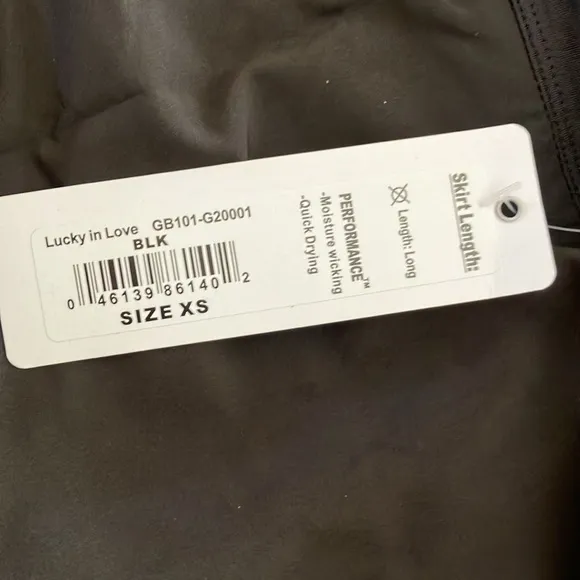 Skirt Length:
Length: Long
PERFORMANCE™
-Moisture wicking
-Quick Drying
Lucky in Love GB101-G20001
BLK
0 46139 86140 2
SIZE XS